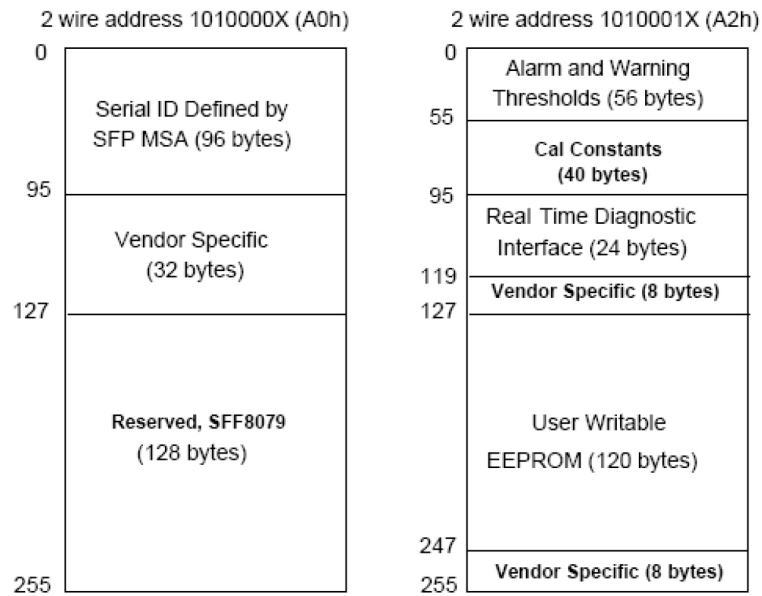 2 wire address 1010000X (A0h)
0
Serial ID Defined by
SFP MSA (96 bytes)
95
Vendor Specific
(32 bytes)
127
Reserved, SFF8079
(128 bytes)
255
2 wire address 1010001X (A2h)
0
Alarm and Warning
Thresholds (56 bytes)
55
Cal Constants
(40 bytes)
95
Real Time Diagnostic
Interface (24 bytes)
119
Vendor Specific (8 bytes)
127
User Writable
EEPROM (120 bytes)
247
Vendor Specific (8 bytes)
255